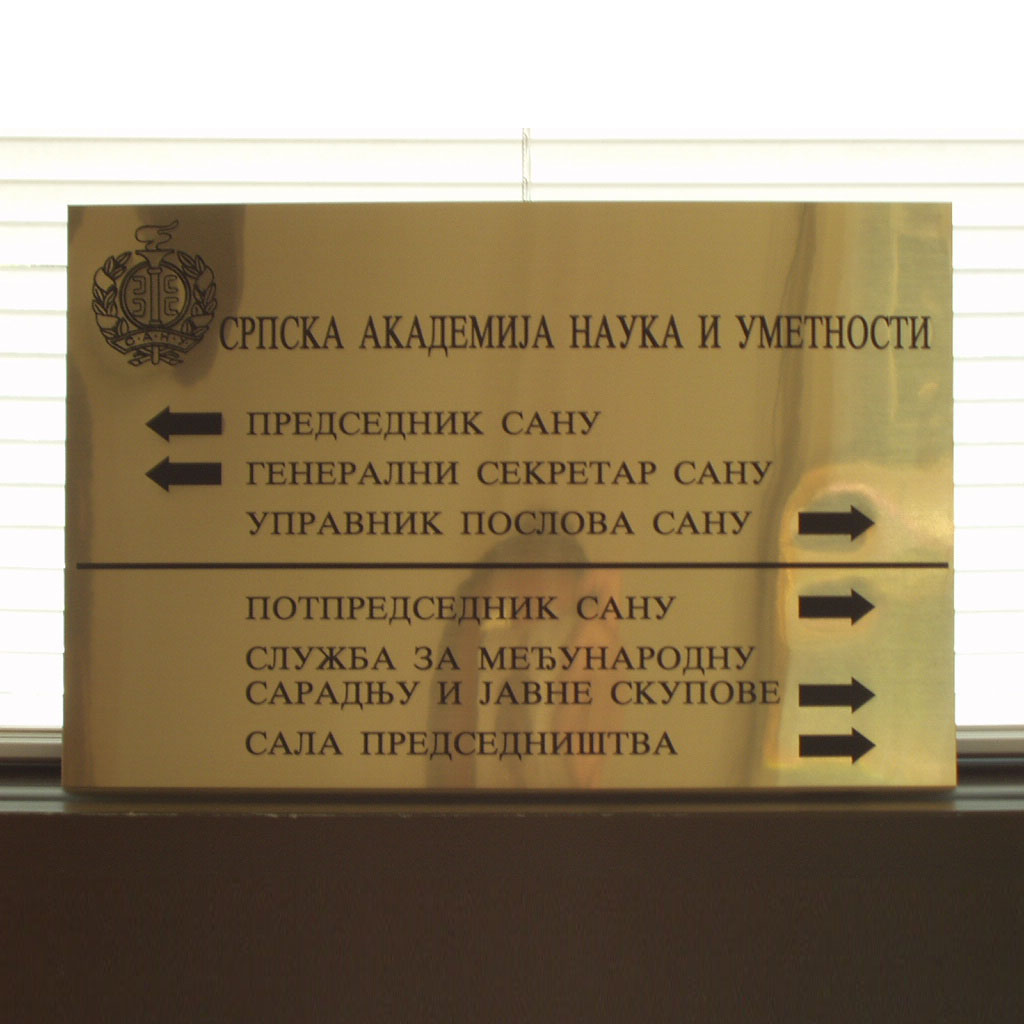 САНУ
СРПСКА АКАДЕМИЈА НАУКА И УМЕТНОСТИ
ПРЕДСЕДНИК САНУ
ГЕНЕРАЛНИ СЕКРЕТАР САНУ
УПРАВНИК ПОСЛОВА САНУ
ПОТПРЕДСЕДНИК САНУ
СЛУЖБА ЗА МЕЂУНАРОДНУ
САРАДЊУ И ЈАВНЕ СКУПОВЕ
САЛА ПРЕДСЕДНИШТВА